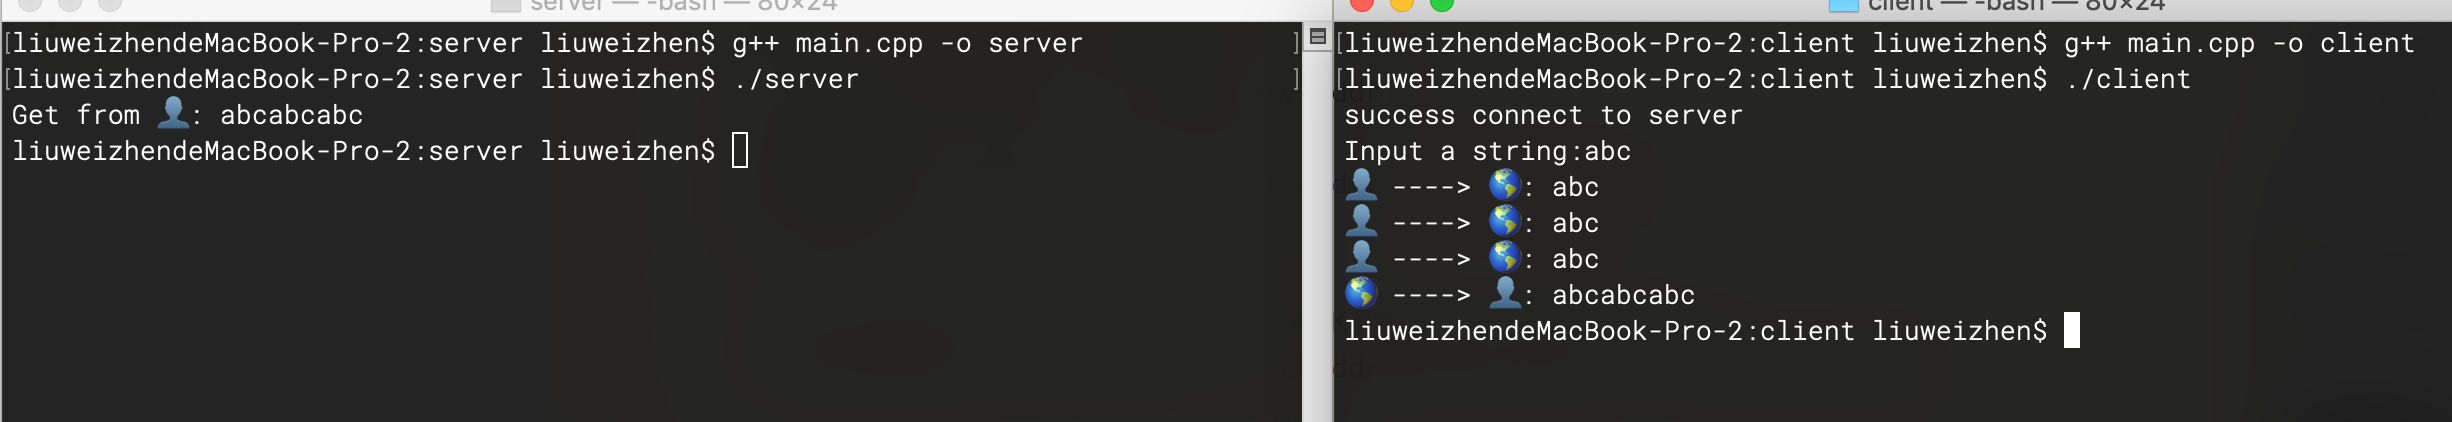 server — -bash — 80×24
[liuweizhendeMacBook-Pro-2:server liuweizhen$ g++ main.cpp -o server ]
[liuweizhendeMacBook-Pro-2:server liuweizhen$ ./server ]
Get from 👤: abcabcabc
liuweizhendeMacBook-Pro-2:server liuweizhen$
client — -bash — 80×24
[liuweizhendeMacBook-Pro-2:client liuweizhen$ g++ main.cpp -o client
[liuweizhendeMacBook-Pro-2:client liuweizhen$ ./client
success connect to server
Input a string:abc
👤 ----> 🌎: abc
👤 ----> 🌎: abc
👤 ----> 🌎: abc
🌎 ----> 👤: abcabcabc
liuweizhendeMacBook-Pro-2:client liuweizhen$